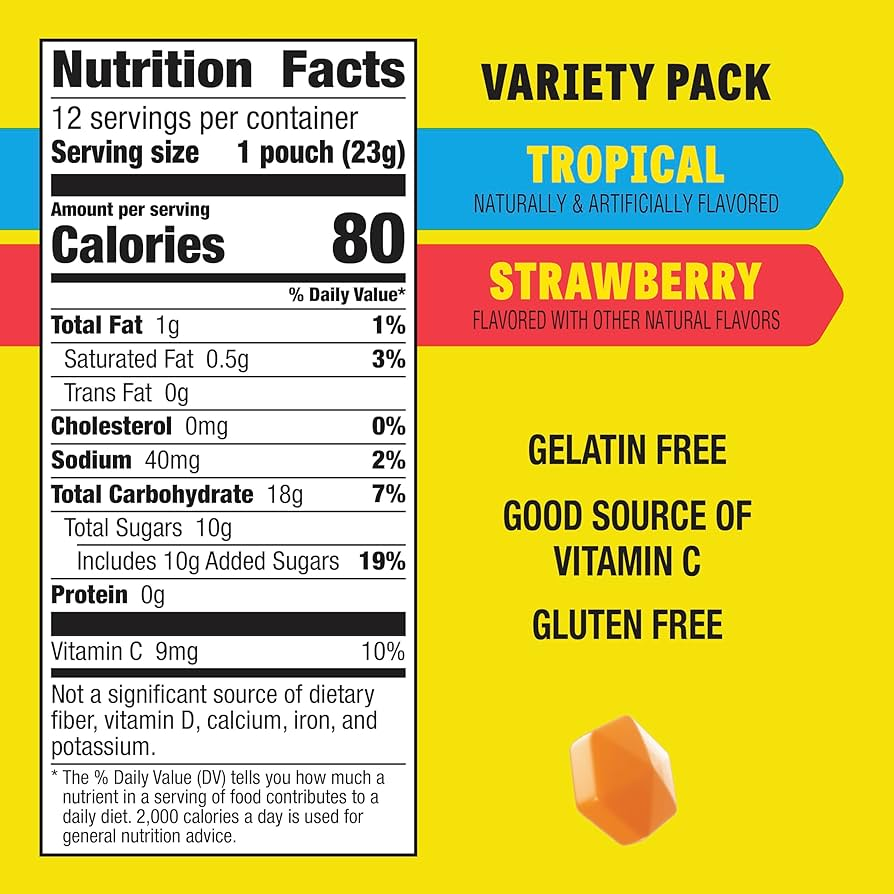 Nutrition Facts
12 servings per container
Serving size 1 pouch (23g)
Amount per serving
Calories 80
% Daily Value*
Total Fat 1g 1%
Saturated Fat 0.5g 3%
Trans Fat 0g
Cholesterol 0mg 0%
Sodium 40mg 2%
Total Carbohydrate 18g 7%
Total Sugars 10g
Includes 10g Added Sugars 19%
Protein 0g
Vitamin C 9mg 10%
Not a significant source of dietary
fiber, vitamin D, calcium, iron, and
potassium.
* The % Daily Value (DV) tells you how much a
nutrient in a serving of food contributes to a
daily diet. 2,000 calories a day is used for
general nutrition advice.
VARIETY PACK
TROPICAL
NATURALLY & ARTIFICIALLY FLAVORED
STRAWBERRY
FLAVORED WITH OTHER NATURAL FLAVORS
GELATIN FREE
GOOD SOURCE OF
VITAMIN C
GLUTEN FREE